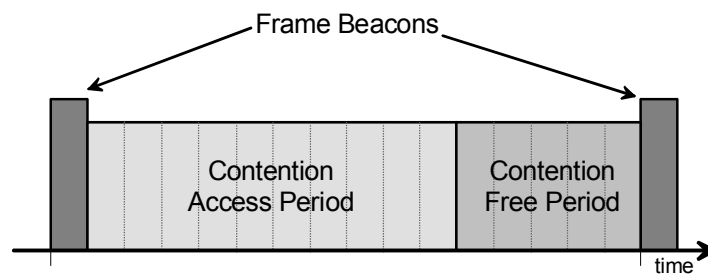 Frame Beacons
Contention
Access Period
Contention
Free Period
time